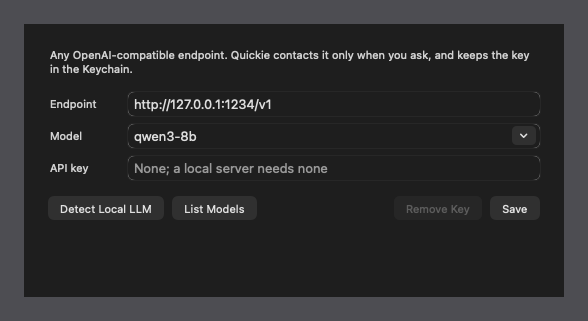 Any OpenAI-compatible endpoint. Quickie contacts it only when you ask, and keeps the key
in the Keychain.
Endpoint
http://127.0.0.1:1234/v1
Model
qwen3-8b
API key
None; a local server needs none
Detect Local LLM
List Models
Remove Key
Save